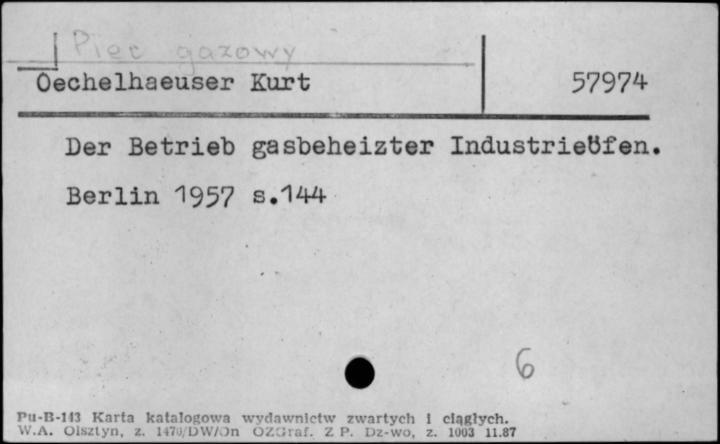 Piec gazowy
Oechelhaeuser Kurt 57974
Der Betrieb gasbeheizter Industrieöfen.
Berlin 1957 s.144
6
Pu-B-143 Karta katalogowa wydawnictw zwartych i ciągłych.
W.A. Olsztyn, z. 1470/DW/On OZGraf. Z P. Dz-wo, z. 1003 11.87